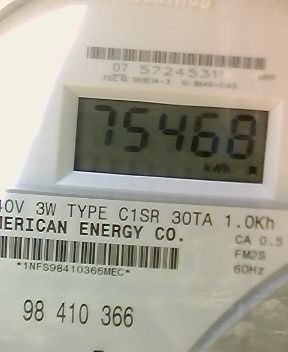 07 57245311
75468
kWh
40V 3W TYPE C1SR 30TA 1.0Kh
MERICAN ENERGY CO.
CA 0.5
FM2S
60Hz
*1NFS98410366MEC*
98 410 366